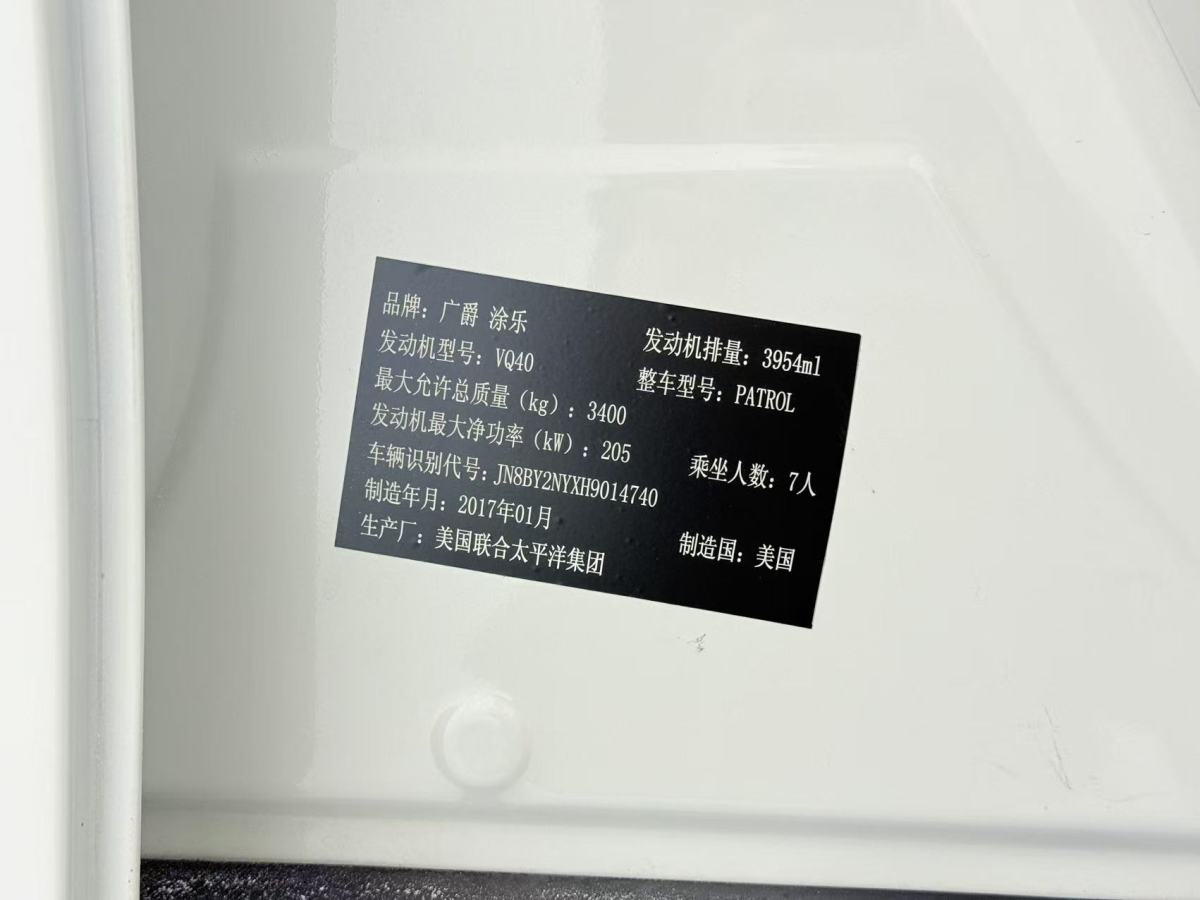 品牌：广爵 涂乐
发动机排量：3954ml
发动机型号：VQ40
整车型号：PATROL
最大允许总质量（kg）：3400
发动机最大净功率（kW）：205
乘坐人数：7人
车辆识别代号：JN8BY2NYXH9014740
制造年月：2017年01月
制造国：美国
生产厂：美国联合太平洋集团